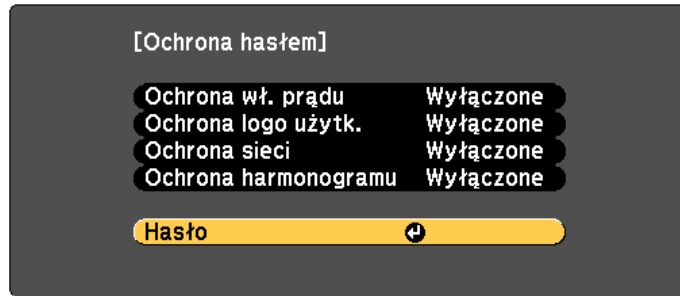 [Ochrona hasłem]
Ochrona wł. prądu Wyłączone
Ochrona logo użytk. Wyłączone
Ochrona sieci Wyłączone
Ochrona harmonogramu Wyłączone
Hasło